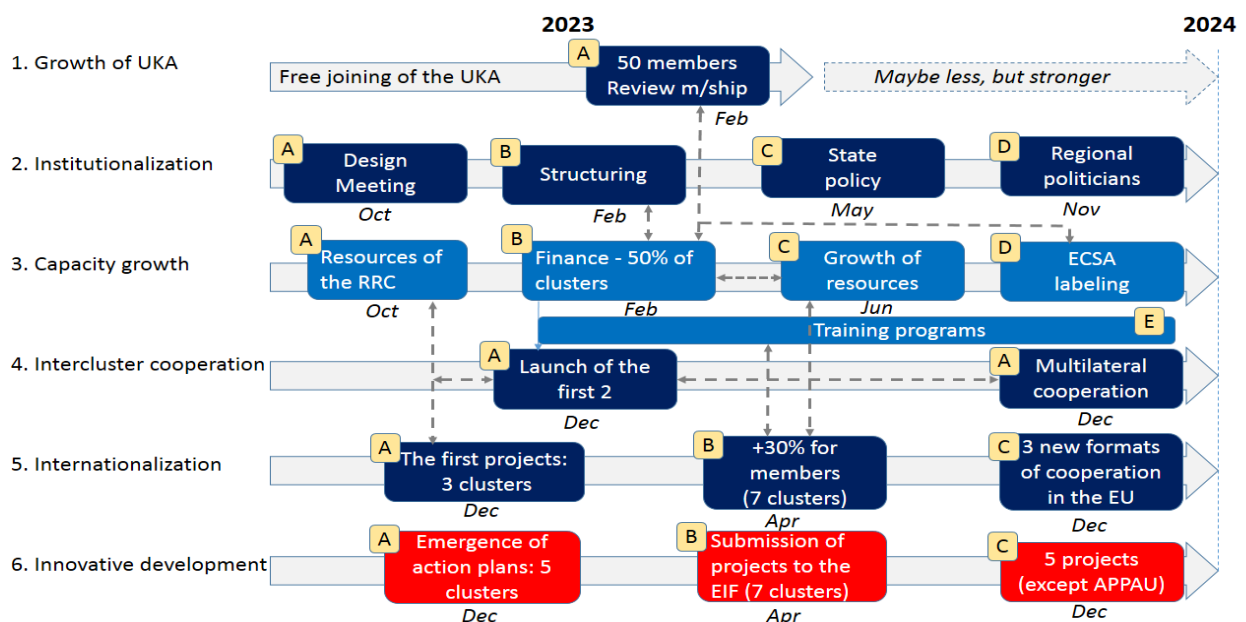 2023
2024
1. Growth of UKA
Free joining of the UKA
A
50 members
Review m/ship
Feb
Maybe less, but stronger
2. Institutionalization
A
Design
Meeting
Oct
B
Structuring
Feb
C
State
policy
May
D
Regional
politicians
Nov
3. Capacity growth
A
Resources of
the RRC
Oct
B
Finance - 50% of
clusters
Feb
C
Growth of
resources
Jun
D
ECSA
labeling
Training programs
E
4. Intercluster cooperation
A
Launch of the
first 2
Dec
A
Multilateral
cooperation
Dec
5. Internationalization
A
The first projects:
3 clusters
Dec
B
+30% for
members
(7 clusters)
Apr
C
3 new formats
of cooperation
in the EU
Dec
6. Innovative development
A
Emergence of
action plans: 5
clusters
Dec
B
Submission of
projects to the
EIF (7 clusters)
Apr
C
5 projects
(except APPAU)
Dec